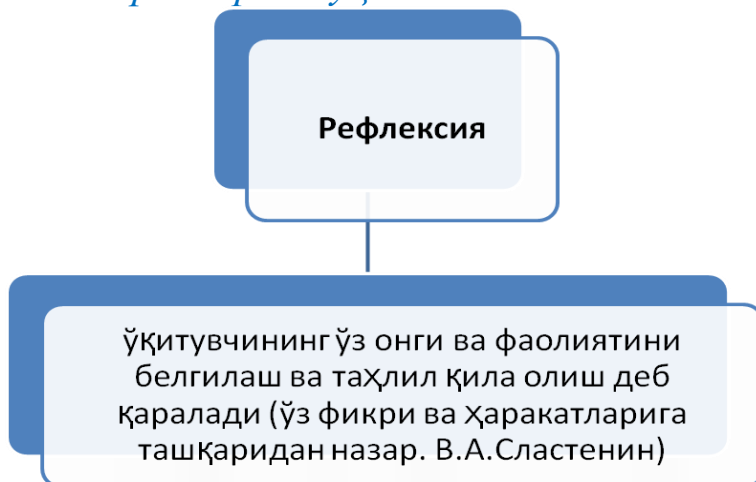 Рефлексия
ўқитувчининг ўз онги ва фаолиятини
белгилаш ва таҳлил қила олиш деб
қаралади (ўз фикри ва ҳаракатларига
ташқаридан назар. В.А.Сластенин)